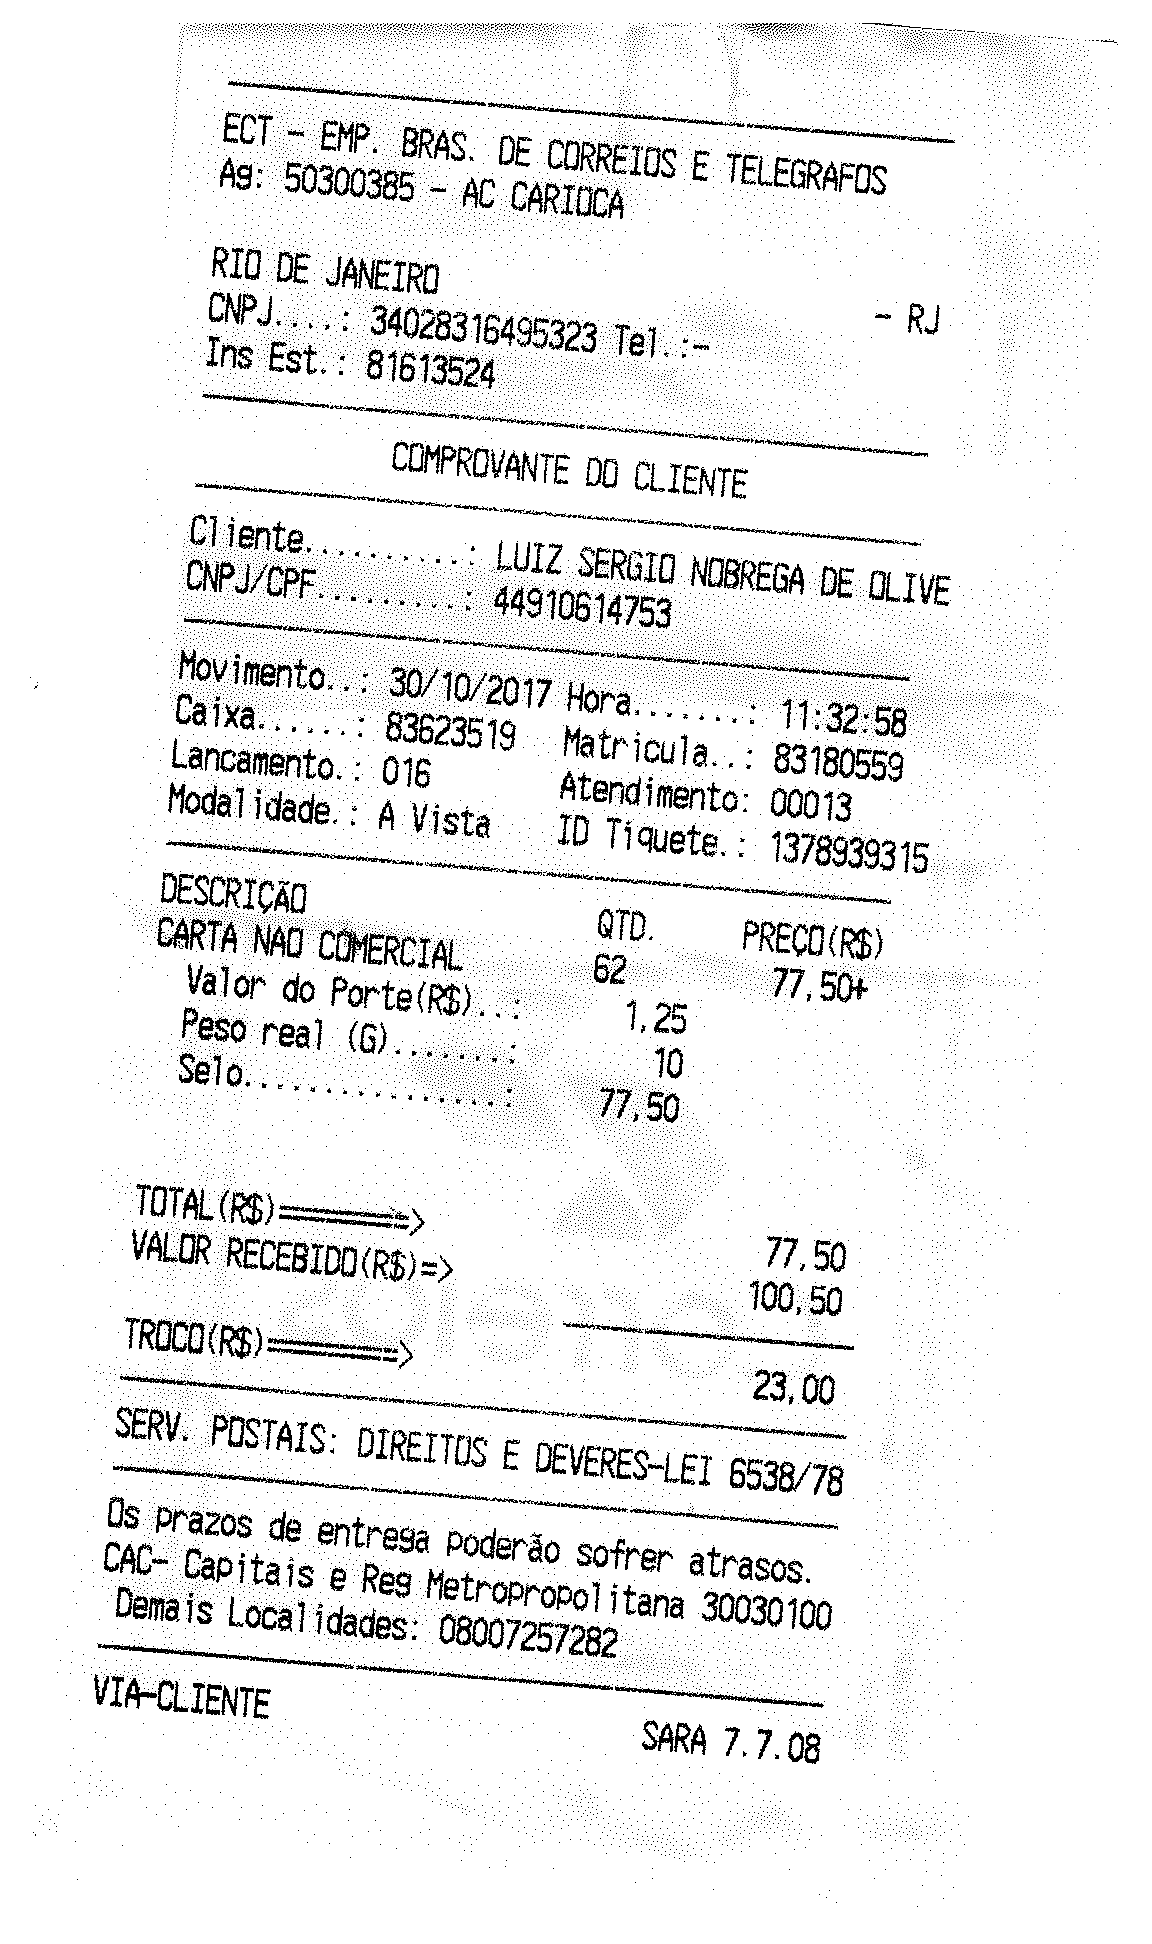 ECT - EMP. BRAS. DE CORREIOS E TELEGRAFOS
Ag: 50300385 - AC CARIOCA
RIO DE JANEIRO - RJ
CNPJ....: 34028316495323 Tel.:-
Ins Est.: 81613524
COMPROVANTE DO CLIENTE
Cliente..........: LUIZ SERGIO NOBREGA DE OLIVE
CNPJ/CPF.........: 44910614753
Movimento..: 30/10/2017 Hora.......: 11:32:58
Caixa......: 83623519 Matricula..: 83180559
Lancamento.: 016 Atendimento: 00013
Modalidade.: A Vista ID Tiquete.: 1378939315
DESCRIÇÃO QTD. PREÇO(R$)
CARTA NAO COMERCIAL 62 77,50+
Valor do Porte(R$)..: 1,25
Peso real (G).......: 10
Selo................: 77,50
TOTAL(R$)========> 77,50
VALOR RECEBIDO(R$)=> 100,50
TROCO(R$)========> 23,00
SERV. POSTAIS: DIREITOS E DEVERES-LEI 6538/78
Os prazos de entrega poderão sofrer atrasos.
CAC- Capitais e Reg Metropropolitana 30030100
Demais Localidades: 08007257282
VIA-CLIENTE SARA 7.7.08